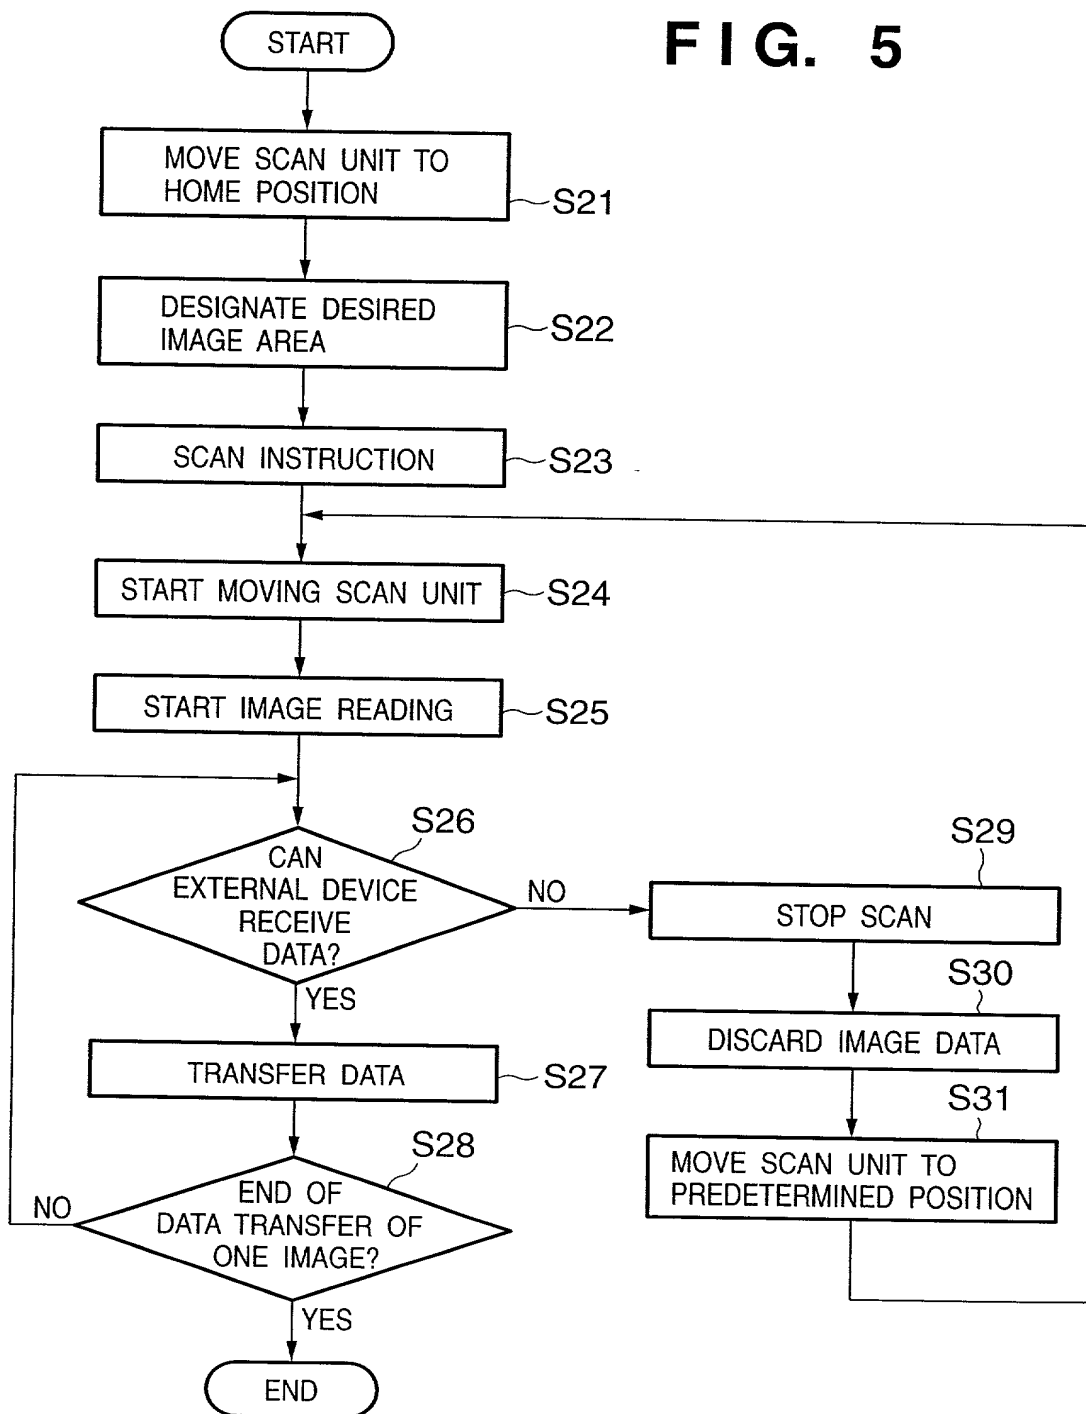 FIG. 5
START
MOVE SCAN UNIT TO
HOME POSITION
S21
DESIGNATE DESIRED
IMAGE AREA
S22
SCAN INSTRUCTION
S23
START MOVING SCAN UNIT
S24
START IMAGE READING
S25
S26
CAN
EXTERNAL DEVICE
RECEIVE
DATA?
NO
YES
S29
STOP SCAN
S30
DISCARD IMAGE DATA
S31
MOVE SCAN UNIT TO
PREDETERMINED POSITION
TRANSFER DATA
S27
S28
END OF
DATA TRANSFER OF
ONE IMAGE?
NO
YES
END